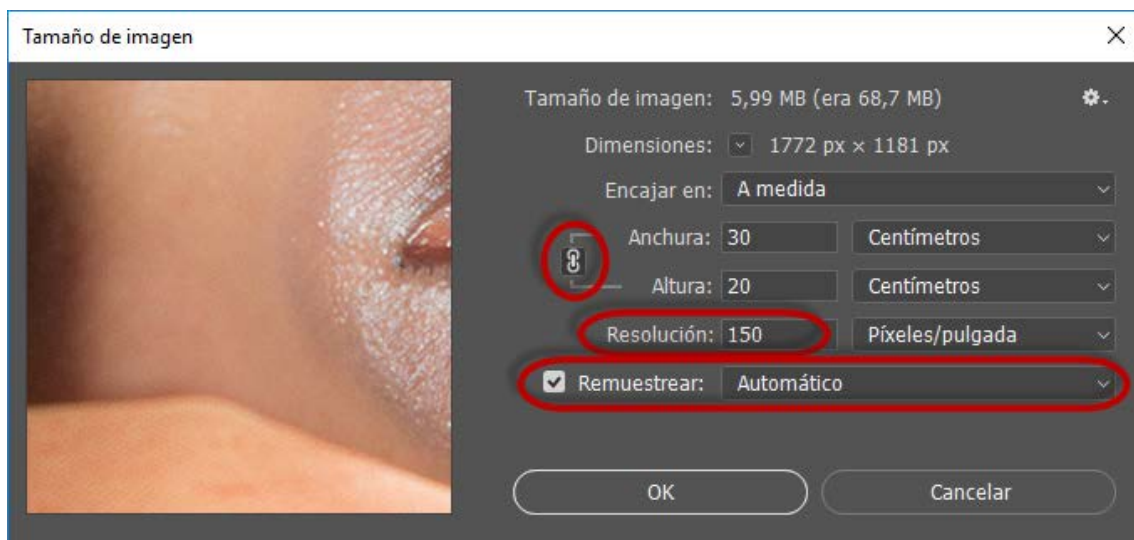 Tamaño de imagen
Tamaño de imagen: 5,99 MB (era 68,7 MB)
Dimensiones: 1772 px × 1181 px
Encajar en: A medida
Anchura: 30 Centímetros
Altura: 20 Centímetros
Resolución: 150 Píxeles/pulgada
Remuestrear: Automático
OK Cancelar